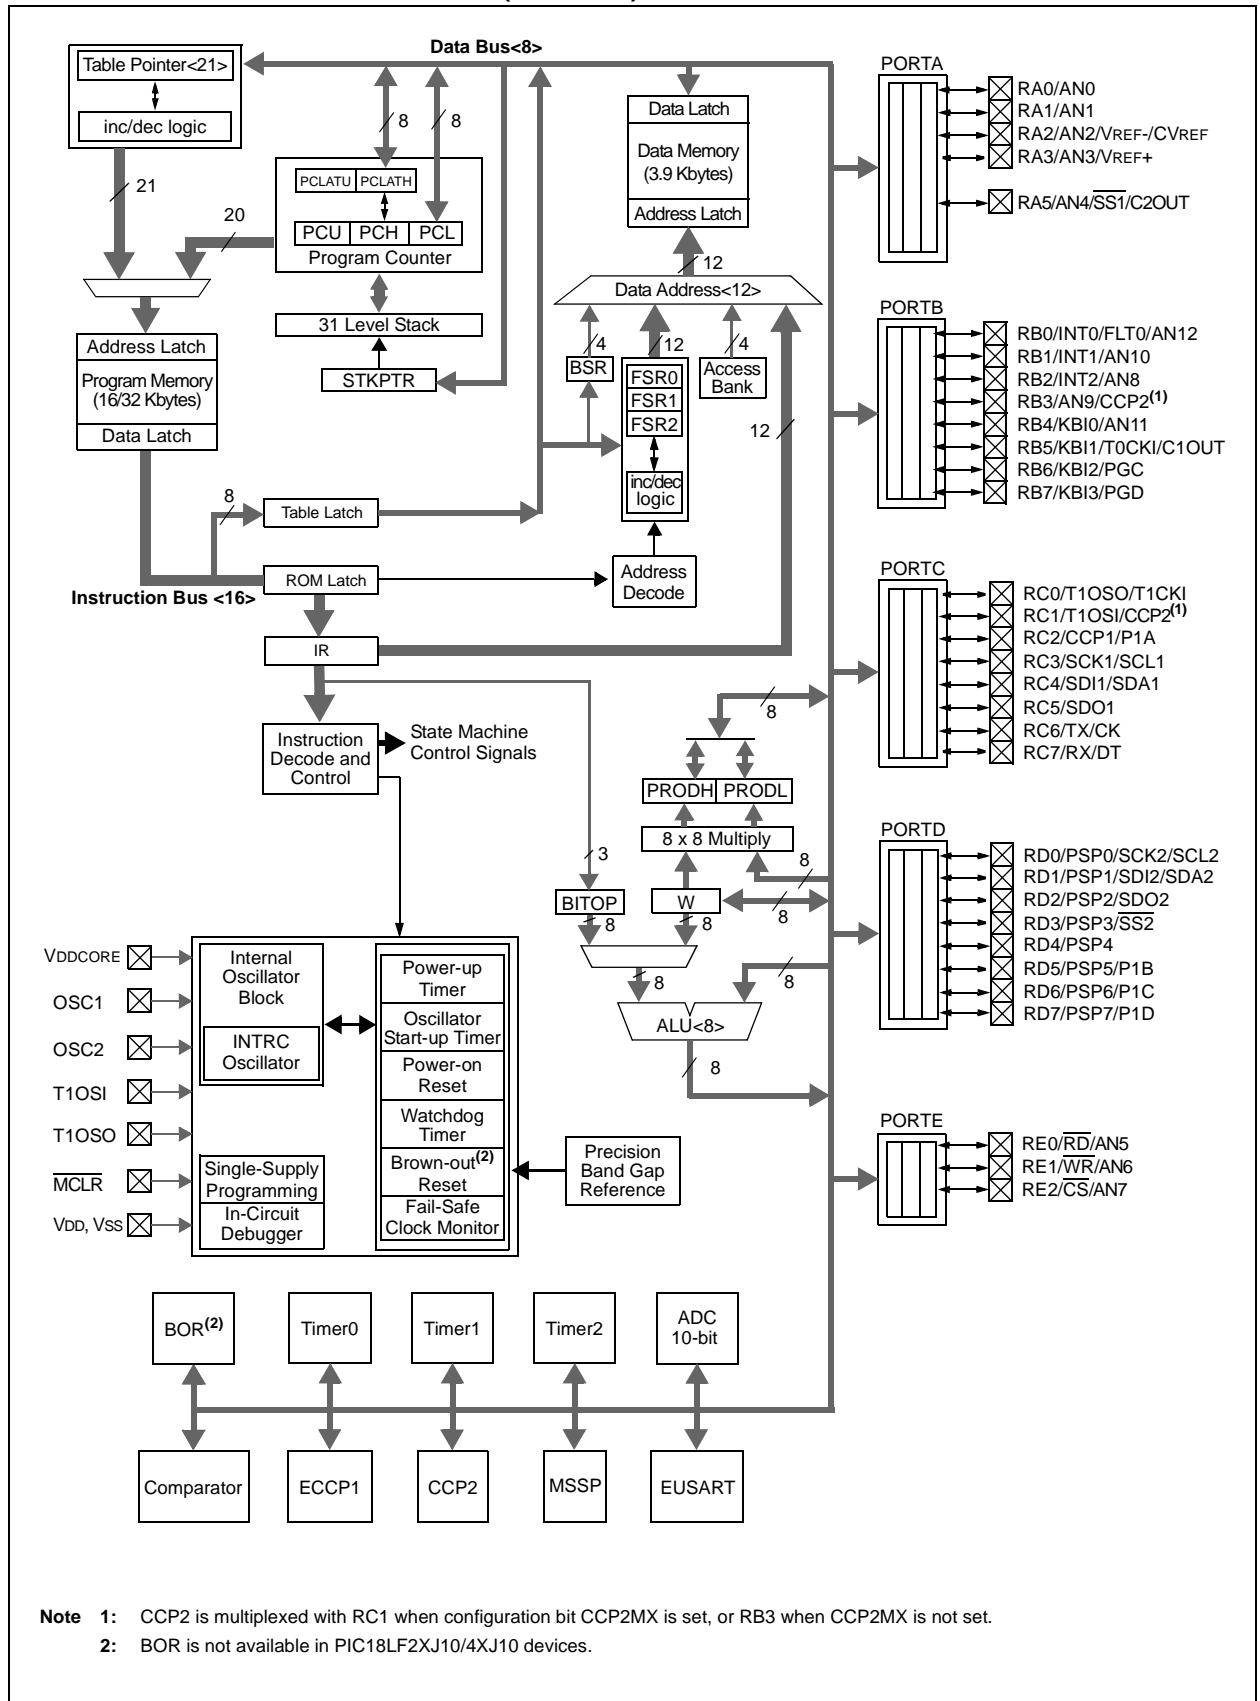 Data Bus<8>
Table Pointer<21>
inc/dec logic
21
20
8
8
PCLATU
PCLATH
PCU
PCH
PCL
Program Counter
31 Level Stack
STKPTR
Address Latch
Program Memory
(16/32 Kbytes)
Data Latch
8
Table Latch
Instruction Bus <16>
ROM Latch
IR
Data Latch
Data Memory
(3.9 Kbytes)
Address Latch
12
Data Address<12>
4
12
4
BSR
FSR0
FSR1
FSR2
inc/dec
logic
Access
Bank
12
Address
Decode
Instruction
Decode and
Control
State Machine
Control Signals
8
PRODH
PRODL
8 x 8 Multiply
3
8
BITOP
W
8
8
8
8
8
ALU<8>
8
VDDCORE
OSC1
OSC2
T1OSI
T1OSO
MCLR
VDD, VSS
Internal
Oscillator
Block
INTRC
Oscillator
Single-Supply
Programming
In-Circuit
Debugger
Power-up
Timer
Oscillator
Start-up Timer
Power-on
Reset
Watchdog
Timer
Brown-out(2)
Reset
Fail-Safe
Clock Monitor
Precision
Band Gap
Reference
PORTA
RA0/AN0
RA1/AN1
RA2/AN2/VREF-/CVREF
RA3/AN3/VREF+
RA5/AN4/SS1/C2OUT
PORTB
RB0/INT0/FLT0/AN12
RB1/INT1/AN10
RB2/INT2/AN8
RB3/AN9/CCP2(1)
RB4/KBI0/AN11
RB5/KBI1/T0CKI/C1OUT
RB6/KBI2/PGC
RB7/KBI3/PGD
PORTC
RC0/T1OSO/T1CKI
RC1/T1OSI/CCP2(1)
RC2/CCP1/P1A
RC3/SCK1/SCL1
RC4/SDI1/SDA1
RC5/SDO1
RC6/TX/CK
RC7/RX/DT
PORTD
RD0/PSP0/SCK2/SCL2
RD1/PSP1/SDI2/SDA2
RD2/PSP2/SDO2
RD3/PSP3/SS2
RD4/PSP4
RD5/PSP5/P1B
RD6/PSP6/P1C
RD7/PSP7/P1D
PORTE
RE0/RD/AN5
RE1/WR/AN6
RE2/CS/AN7
BOR(2)
Timer0
Timer1
Timer2
ADC
10-bit
Comparator
ECCP1
CCP2
MSSP
EUSART
Note 1: CCP2 is multiplexed with RC1 when configuration bit CCP2MX is set, or RB3 when CCP2MX is not set.
2: BOR is not available in PIC18LF2XJ10/4XJ10 devices.